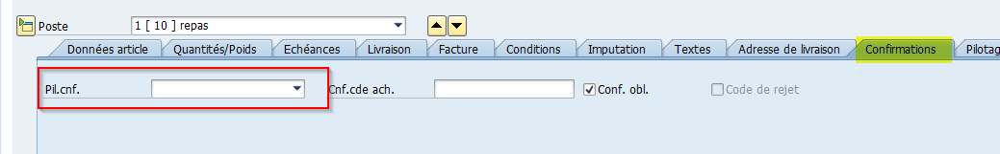 Poste 1 [ 10 ] repas
Données article Quantités/Poids Echéances Livraison Facture Conditions Imputation Textes Adresse de livraison Confirmations Pilotag
Pil.cnf. Cnf.cde ach. Conf. obl. Code de rejet